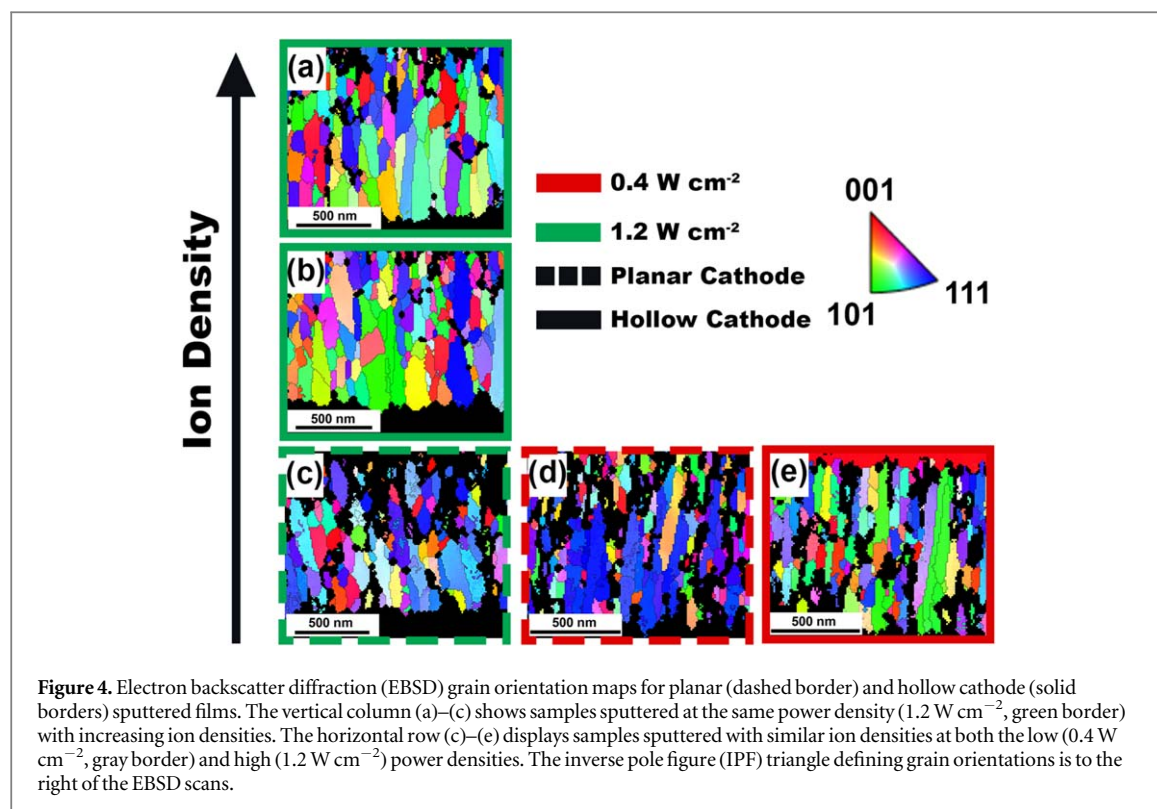 Ion Density
(a)
500 nm
(b)
500 nm
(c)
500 nm
(d)
500 nm
(e)
500 nm
0.4 W cm⁻²
1.2 W cm⁻²
Planar Cathode
Hollow Cathode
001
101
111
Figure 4. Electron backscatter diffraction (EBSD) grain orientation maps for planar (dashed border) and hollow cathode (solid
borders) sputtered films. The vertical column (a)–(c) shows samples sputtered at the same power density (1.2 W cm⁻², green border)
with increasing ion densities. The horizontal row (c)–(e) displays samples sputtered with similar ion densities at both the low (0.4 W
cm⁻², gray border) and high (1.2 W cm⁻²) power densities. The inverse pole figure (IPF) triangle defining grain orientations is to the
right of the EBSD scans.